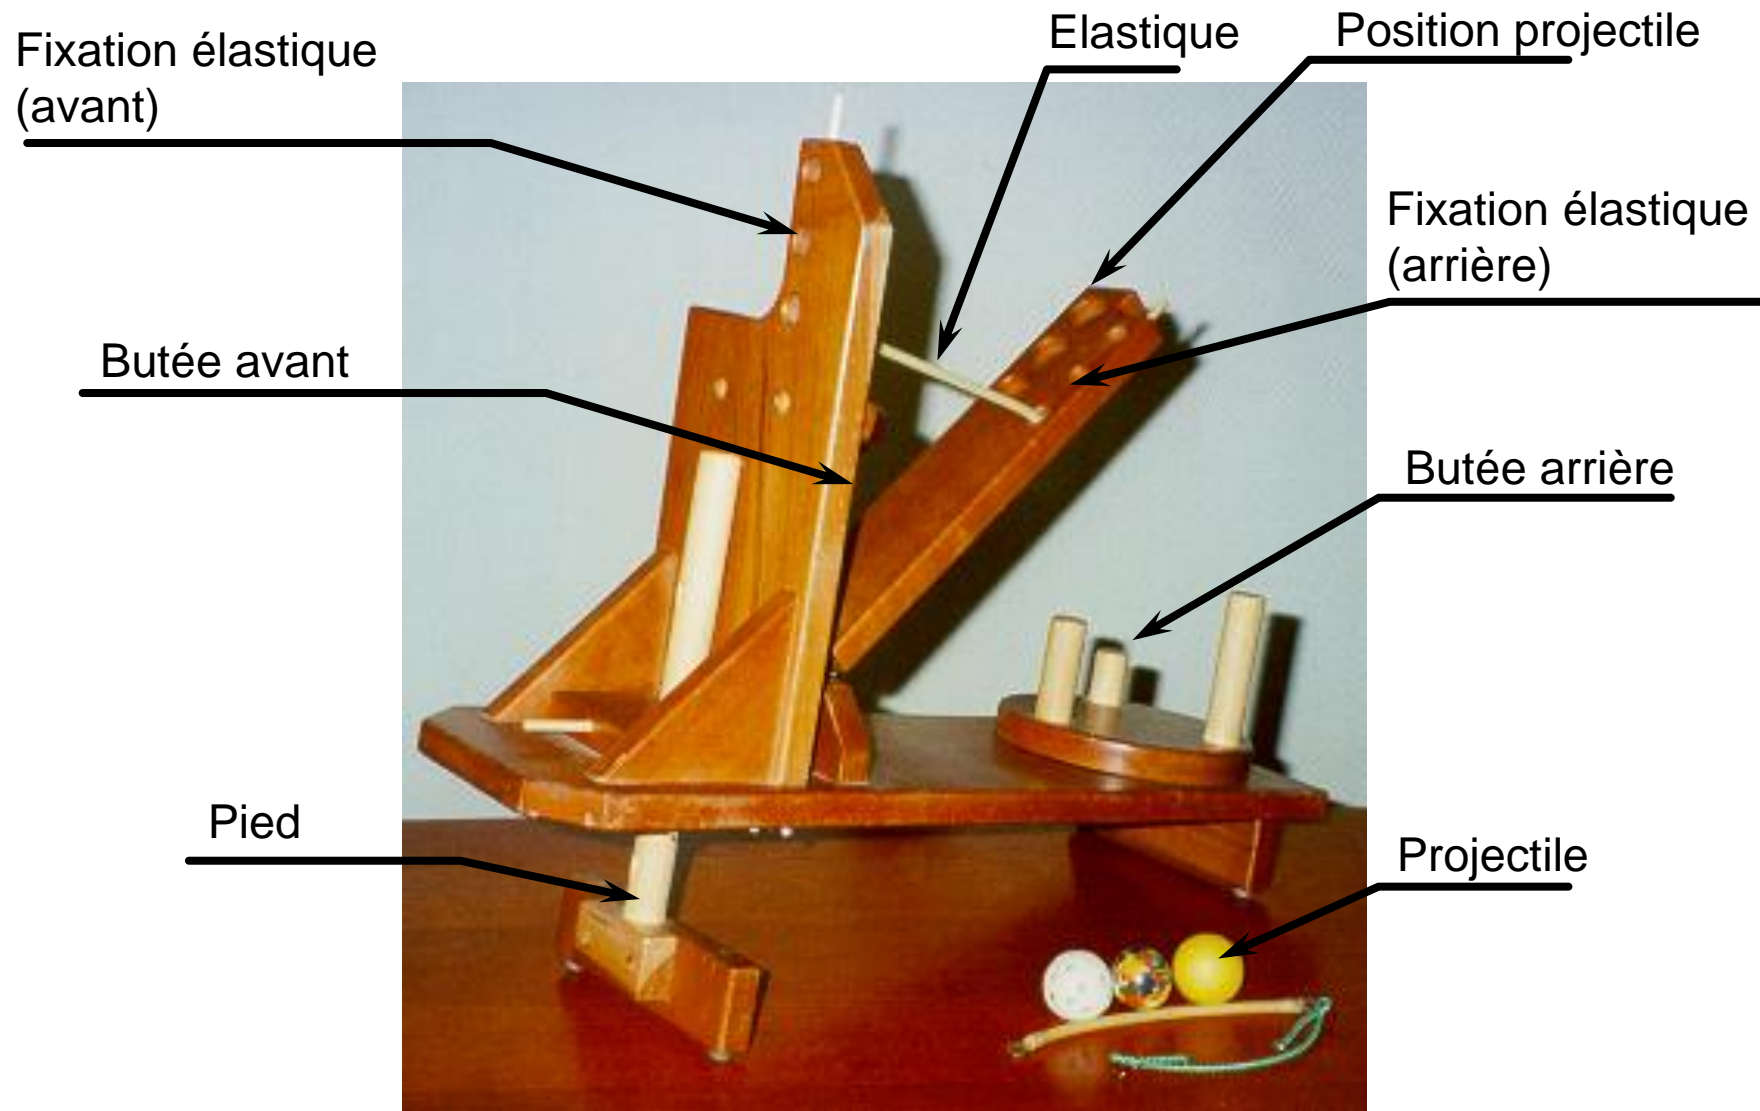 Elastique
Position projectile
Fixation élastique
(avant)
Fixation élastique
(arrière)
Butée avant
Butée arrière
Pied
Projectile